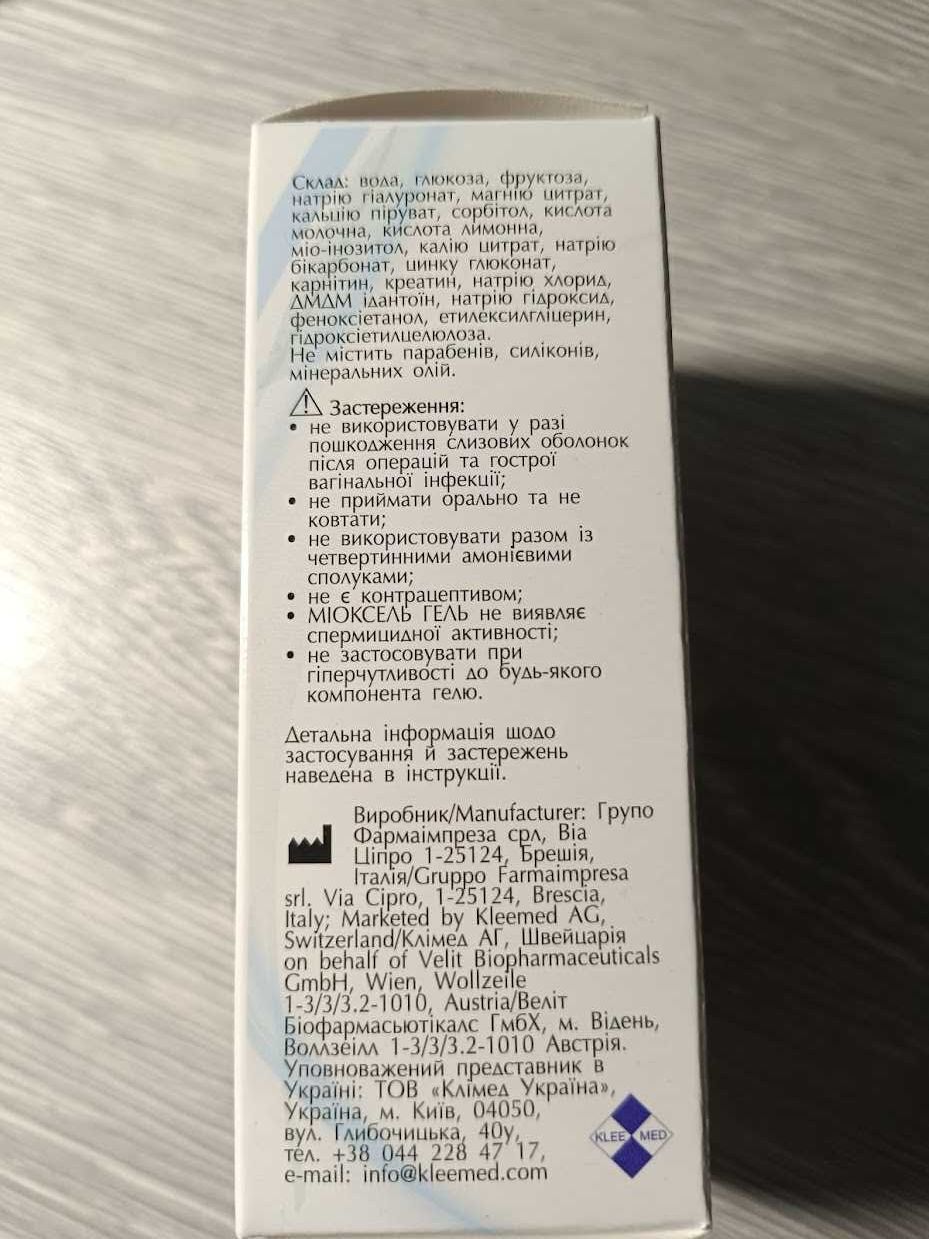 Склад: вода, глюкоза, фруктоза,
натрію гіалуронат, магнію цитрат,
кальцію піруват, сорбітол, кислота
молочна, кислота лимонна,
міо-інозитол, калію цитрат, натрію
бікарбонат, цинку глюконат,
карнітин, креатин, натрію хлорид,
ДМДМ ідантоїн, натрію гідроксид,
феноксіетанол, етилексилгліцерин,
гідроксіетилцелюлоза.
Не містить парабенів, силіконів,
мінеральних олій.
Застереження:
• не використовувати у разі
пошкодження слизових оболонок
після операцій та гострої
вагінальної інфекції;
• не приймати орально та не
ковтати;
• не використовувати разом із
четвертинними амонієвими
сполуками;
• не є контрацептивом;
• МІОКСЕЛЬ ГЕЛЬ не виявляє
спермицидної активності;
• не застосовувати при
гіперчутливості до будь-якого
компонента гелю.
Детальна інформація щодо
застосування й застережень
наведена в інструкції.
Виробник/Manufacturer: Групо
Фармаімпреза срл, Віа
Ціпро 1-25124, Брешія,
Італія/Gruppo Farmaimpresa
srl. Via Cipro, 1-25124, Brescia,
Italy; Marketed by Kleemed AG,
Switzerland/Клімед АГ, Швейцарія
on behalf of Velit Biopharmaceuticals
GmbH, Wien, Wollzeile
1-3/3/3.2-1010, Austria/Веліт
Біофармасьютікалс ГмбХ, м. Відень,
Воллзеілл 1-3/3/3.2-1010 Австрія.
Уповноважений представник в
Україні: ТОВ «Клімед Україна»,
Україна, м. Київ, 04050,
вул. Глибочицька, 40у,
тел. +38 044 228 47 17,
e-mail: info@kleemed.com
KLEE MED